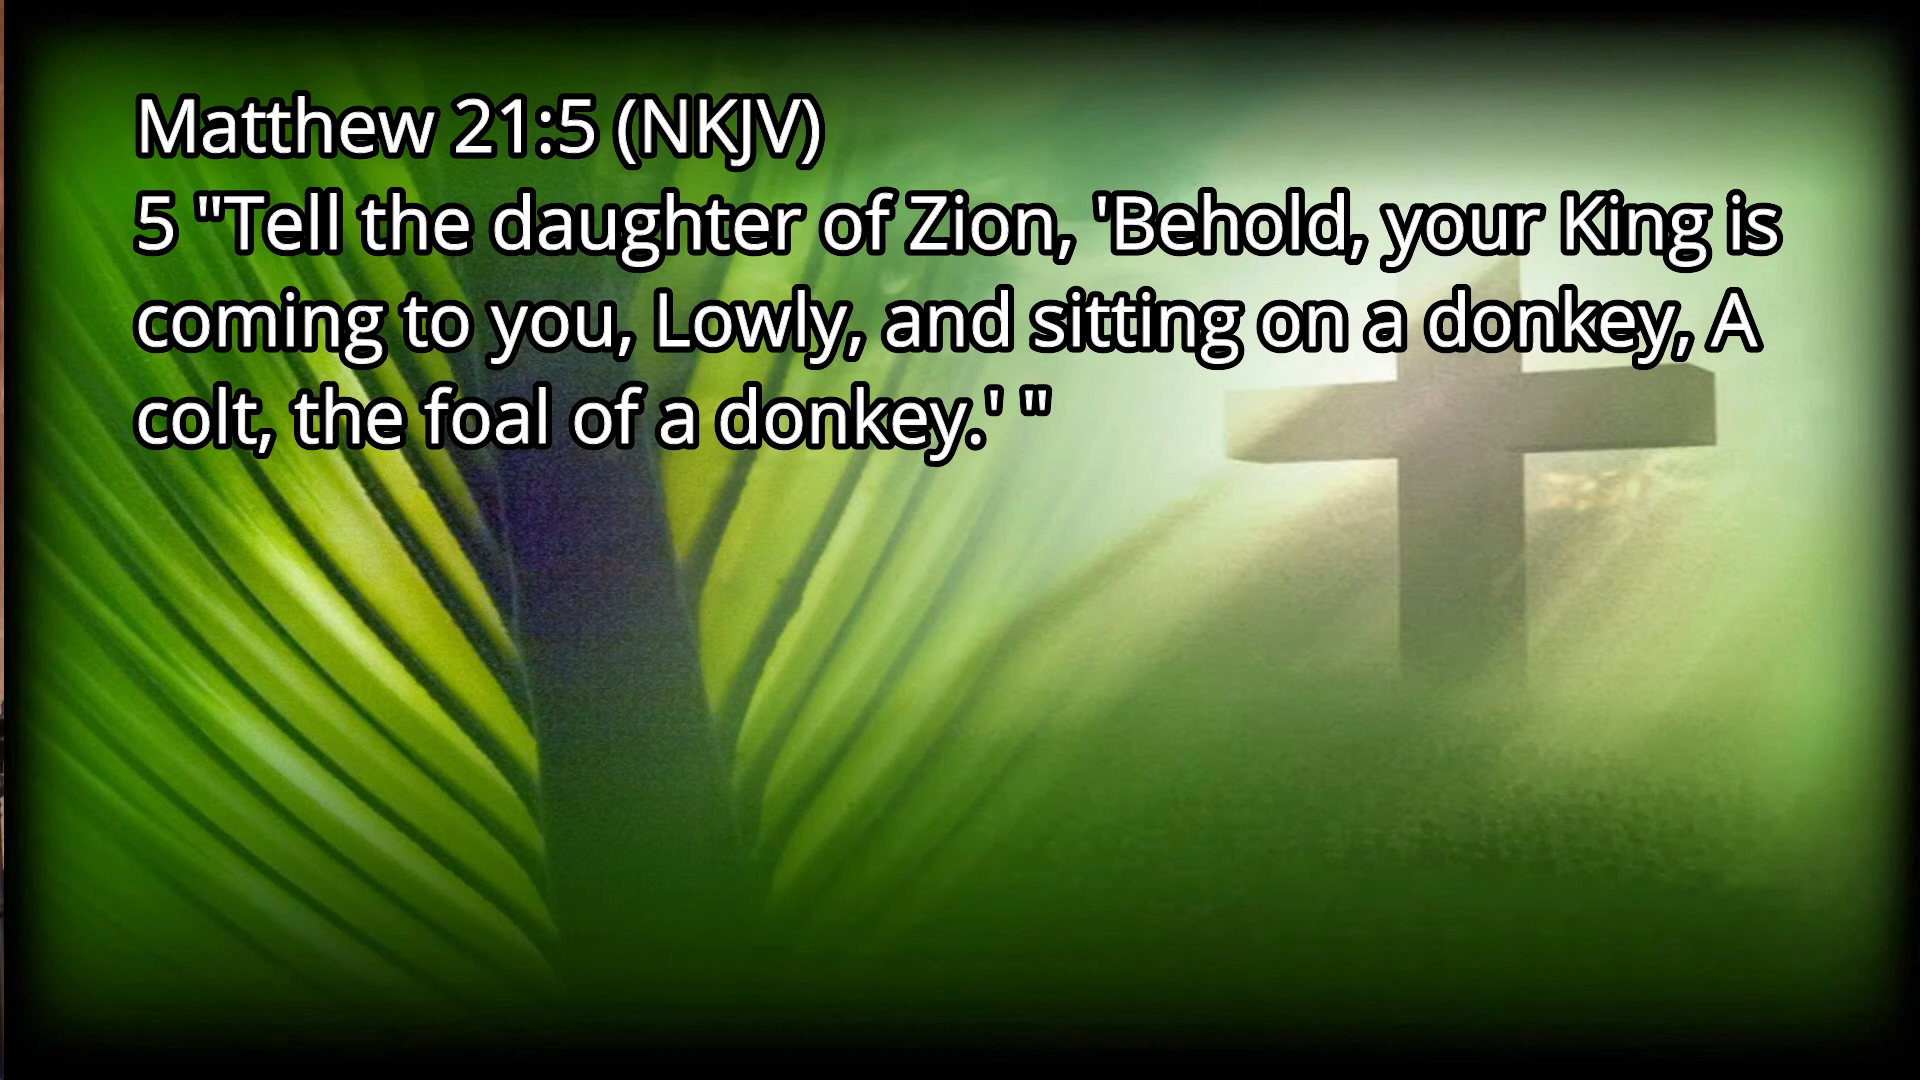 Matthew 21:5 (NKJV)
5 "Tell the daughter of Zion, 'Behold, your King is
coming to you, Lowly, and sitting on a donkey, A
colt, the foal of a donkey.' "